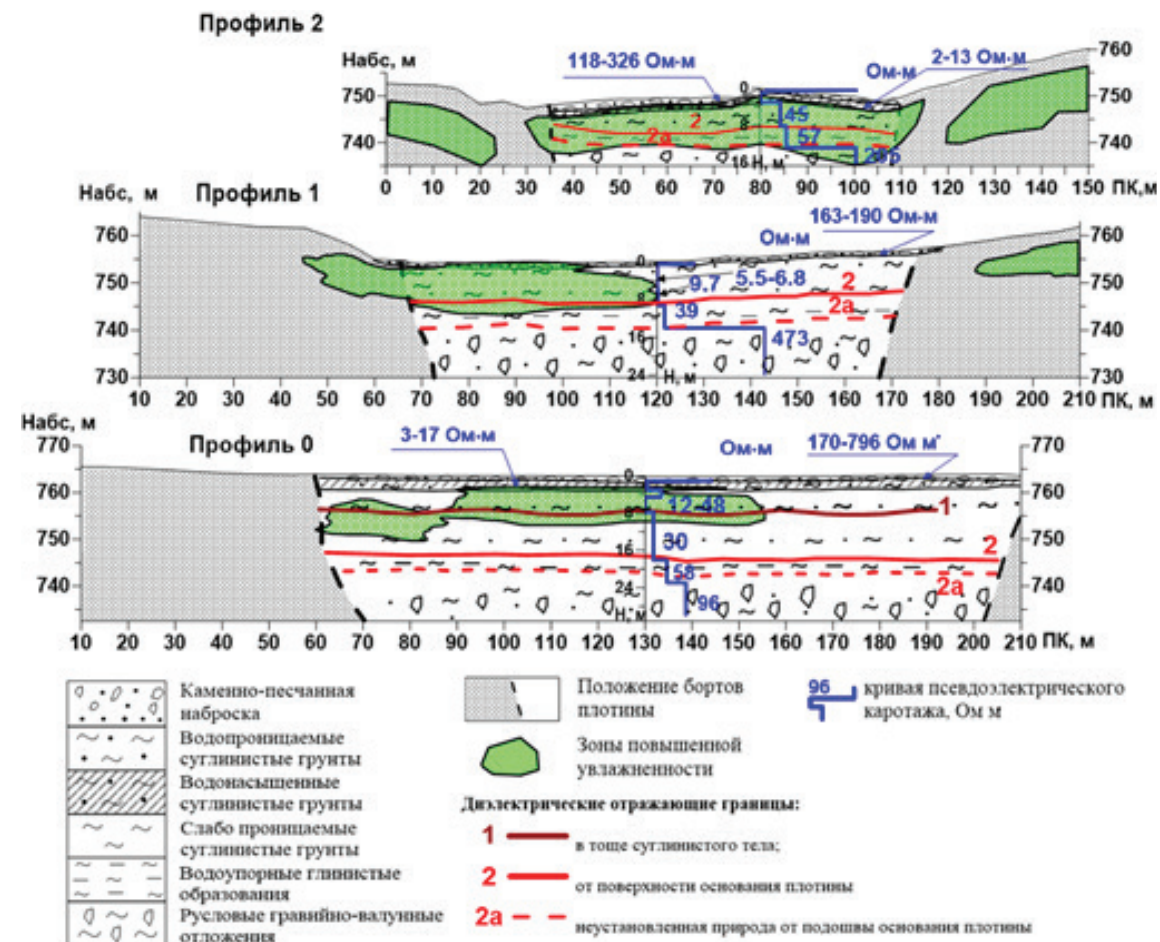 Профиль 2
Набс, м
118-326 Ом·м
2-13 Ом·м
Ом·м
760
750
740
760
750
740
0
8
16 Н, м
2
2а
45
57
0 10 20 30 40 50 60 70 80 90 100 110 120 130 140 150 ПК,м
Набс, м
Профиль 1
163-190 Ом·м
Ом·м
760
750
740
730
760
750
740
730
0
8
16
24 Н, м
9.7
5.5-6.8
39
473
2
2а
10 20 30 40 50 60 70 80 90 100 110 120 130 140 150 160 170 180 190 200 210 ПК, м
Набс, м
Профиль 0
3-17 Ом·м
Ом·м
170-796 Ом м
770
760
750
740
770
760
750
740
0
8
16
24
Н, м
12-48
30
58
96
1
2
2а
10 20 30 40 50 60 70 80 90 100 110 120 130 140 150 160 170 180 190 200 210 ПК, м
Каменно-песчанная
наброска
Водопроницаемые
суглинистые грунты
Водонасыщенные
суглинистые грунты
Слабо проницаемые
суглинистые грунты
Водоупорные глинистые
образования
Русловые гравийно-валунные
отложения
Положение бортов
плотины
Зоны повышенной
увлажненности
96 кривая псевдоэлектрического
каротажа, Ом м
Диэлектрические отражающие границы:
1 в тоще суглинистого тела;
2 от поверхности основания плотины
2а неустановленная природа от подошвы основания плотины